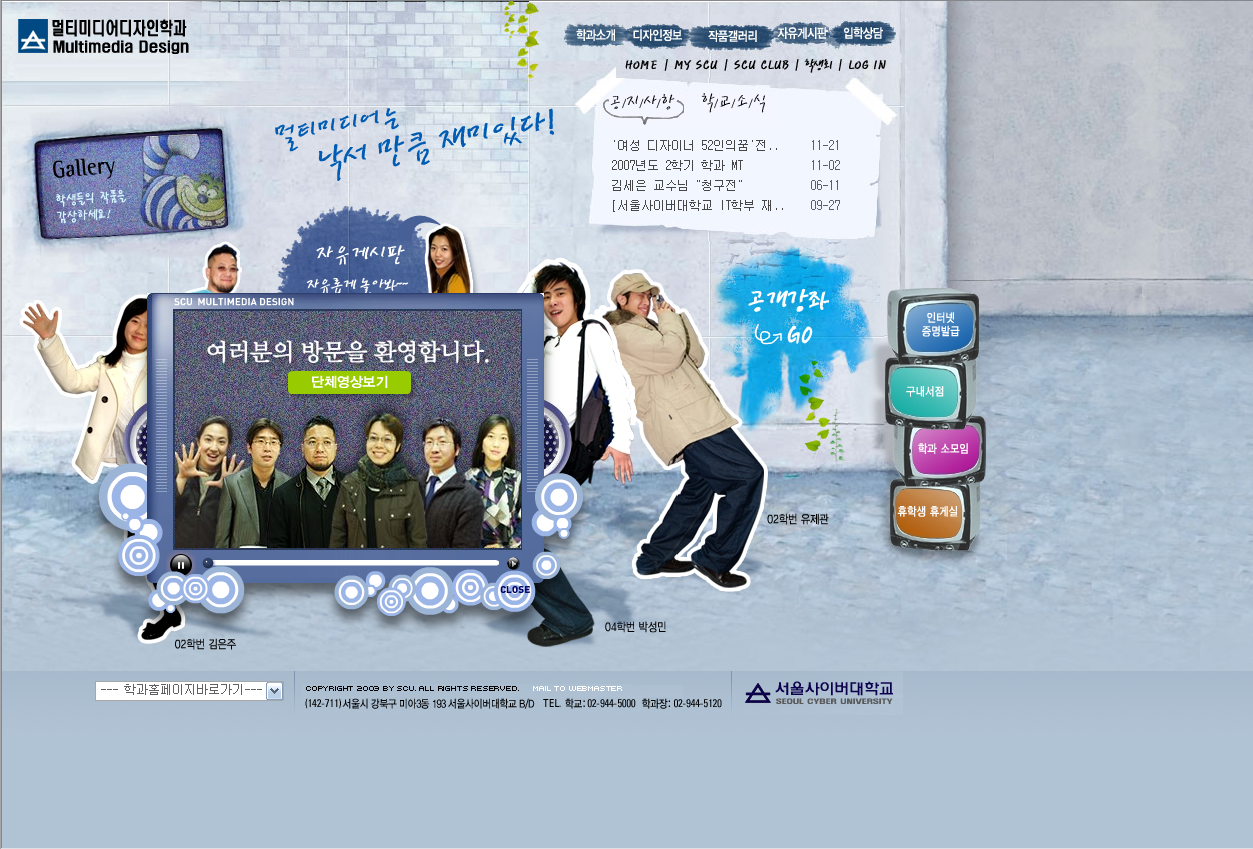 멀티미디어디자인학과
Multimedia Design
학과소개 디자인정보 작품갤러리 자유게시판 입학상담
HOME | MY SCU | SCU CLUB | 학생회 | LOG IN
공지사항 학교소식
'여성 디자이너 52인의꿈'전.. 11-21
2007년도 2학기 학과 MT 11-02
김세은 교수님 "청구전" 06-11
[서울사이버대학교 IT학부 재.. 09-27
멀티미디어는
낙서 만큼 재미있다!
Gallery
학생들의 작품을
감상하세요!
자유게시판
자유롭게 놀아봐~~
공개강좌
GO
SCU MULTIMEDIA DESIGN
여러분의 방문을 환영합니다.
단체영상보기
인터넷
증명발급
구내서점
학과 소모임
휴학생 휴게실
CLOSE
02학번 유제관
04학번 박성민
02학번 김은주
--- 학과홈페이지바로가기---
COPYRIGHT 2003 BY SCU. ALL RIGHTS RESERVED. MAIL TO WEBMASTER
(142-711)서울시 강북구 미아3동 193 서울사이버대학교 B/D TEL 학교: 02-944-5000 학과장: 02-944-5120
서울사이버대학교
SEOUL CYBER UNIVERSITY